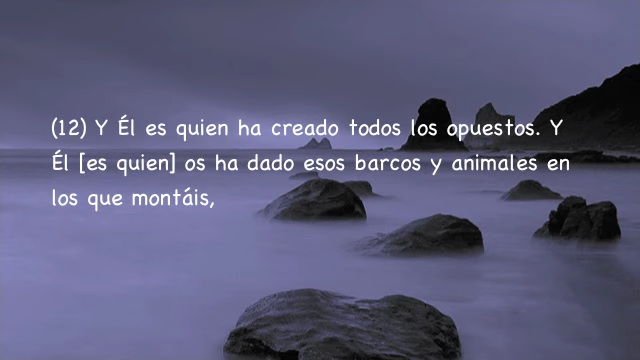 (12) Y Él es quien ha creado todos los opuestos. Y
Él [es quien] os ha dado esos barcos y animales en
los que montáis,